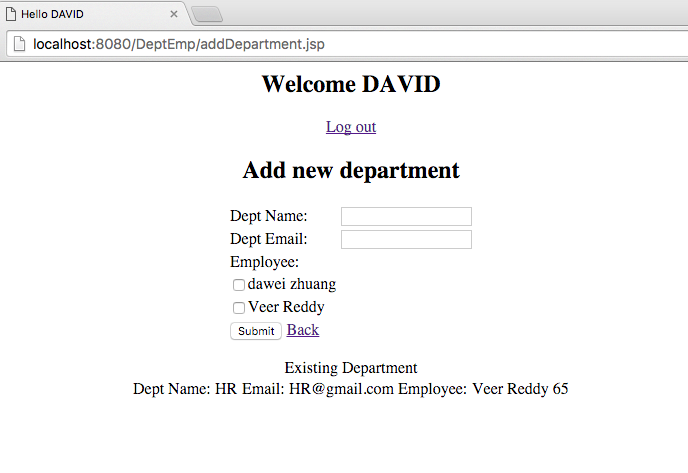 Hello DAVID
localhost:8080/DeptEmp/addDepartment.jsp
Welcome DAVID
Log out
Add new department
Dept Name:
Dept Email:
Employee:
dawei zhuang
Veer Reddy
Submit Back
Existing Department
Dept Name: HR Email: HR@gmail.com Employee: Veer Reddy 65